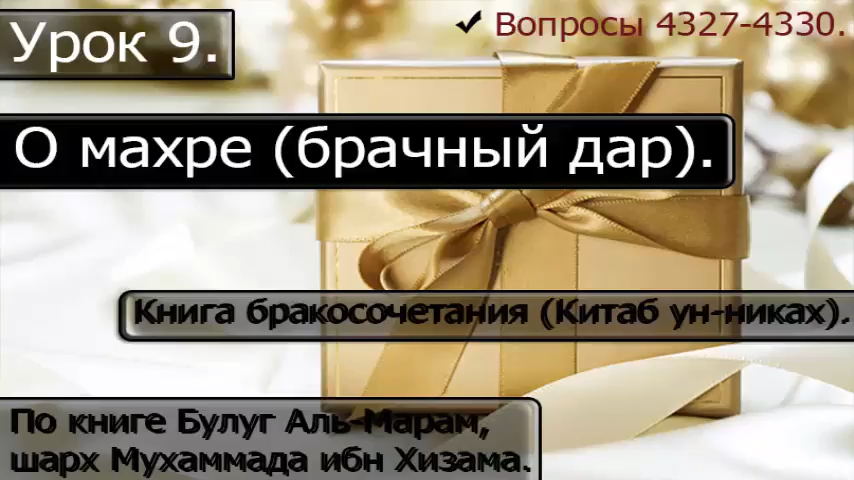 Урок 9.
✔ Вопросы 4327-4330.
О махре (брачный дар).
Книга бракосочетания (Китаб ун-никах).
По книге Булуг Аль-Марам,
шарх Мухаммада ибн Хизама.